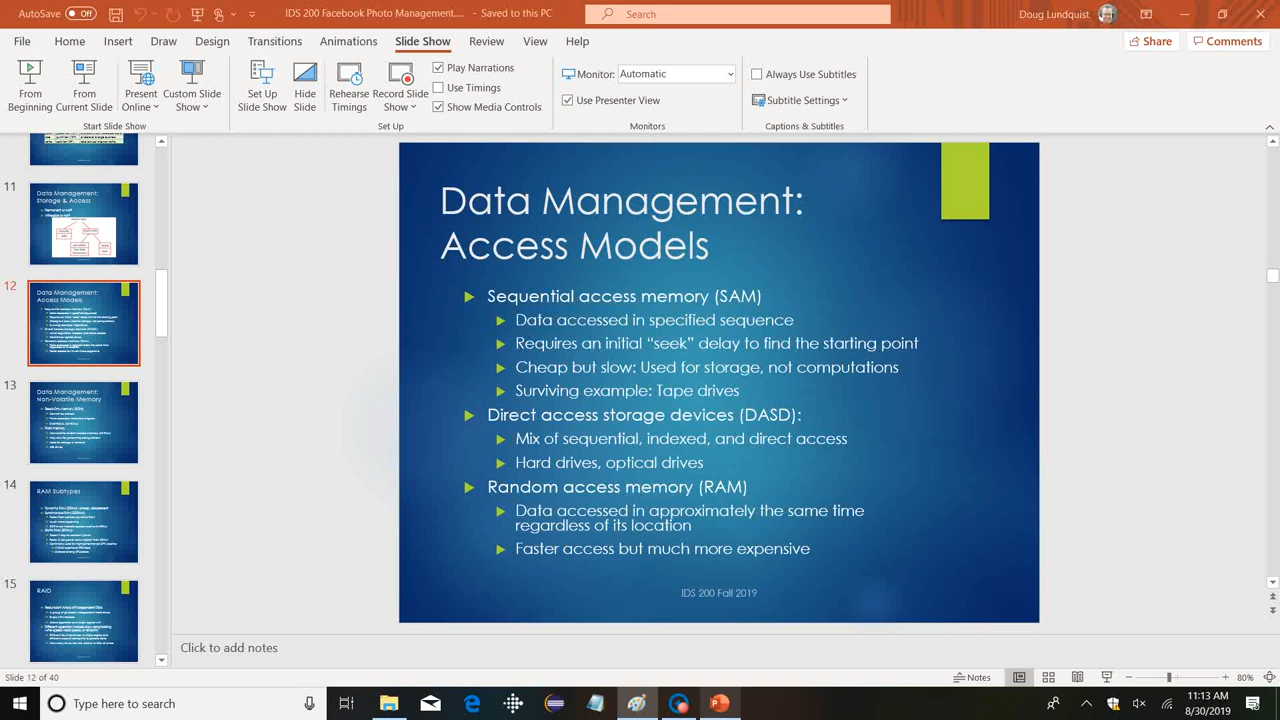 AutoSave Off
IDS 200 Facebook Photo Management.... - Saved to this PC
Search
Doug Lundquist
File Home Insert Draw Design Transitions Animations Slide Show Review View Help
Share Comments
From Beginning
From Current Slide
Present Online
Custom Slide Show
Start Slide Show
Set Up Slide Show
Hide Slide
Rehearse Timings
Record Slide Show
Play Narrations
Use Timings
Show Media Controls
Set Up
Monitor: Automatic
Use Presenter View
Monitors
Always Use Subtitles
Subtitle Settings
Captions & Subtitles
11
Data Management:
Storage & Access
12
Data Management:
Access Models
13
Data Management:
Non-Volatile Memory
14
RAM Subtypes
15
RAID
Data Management:
Access Models
Sequential access memory (SAM)
Data accessed in specified sequence
Requires an initial “seek” delay to find the starting point
Cheap but slow: Used for storage, not computations
Surviving example: Tape drives
Direct access storage devices (DASD):
Mix of sequential, indexed, and direct access
Hard drives, optical drives
Random access memory (RAM)
Data accessed in approximately the same time
regardless of its location
Faster access but much more expensive
IDS 200 Fall 2019
Click to add notes
Slide 12 of 40
Notes
80%
Type here to search
11:13 AM
8/30/2019